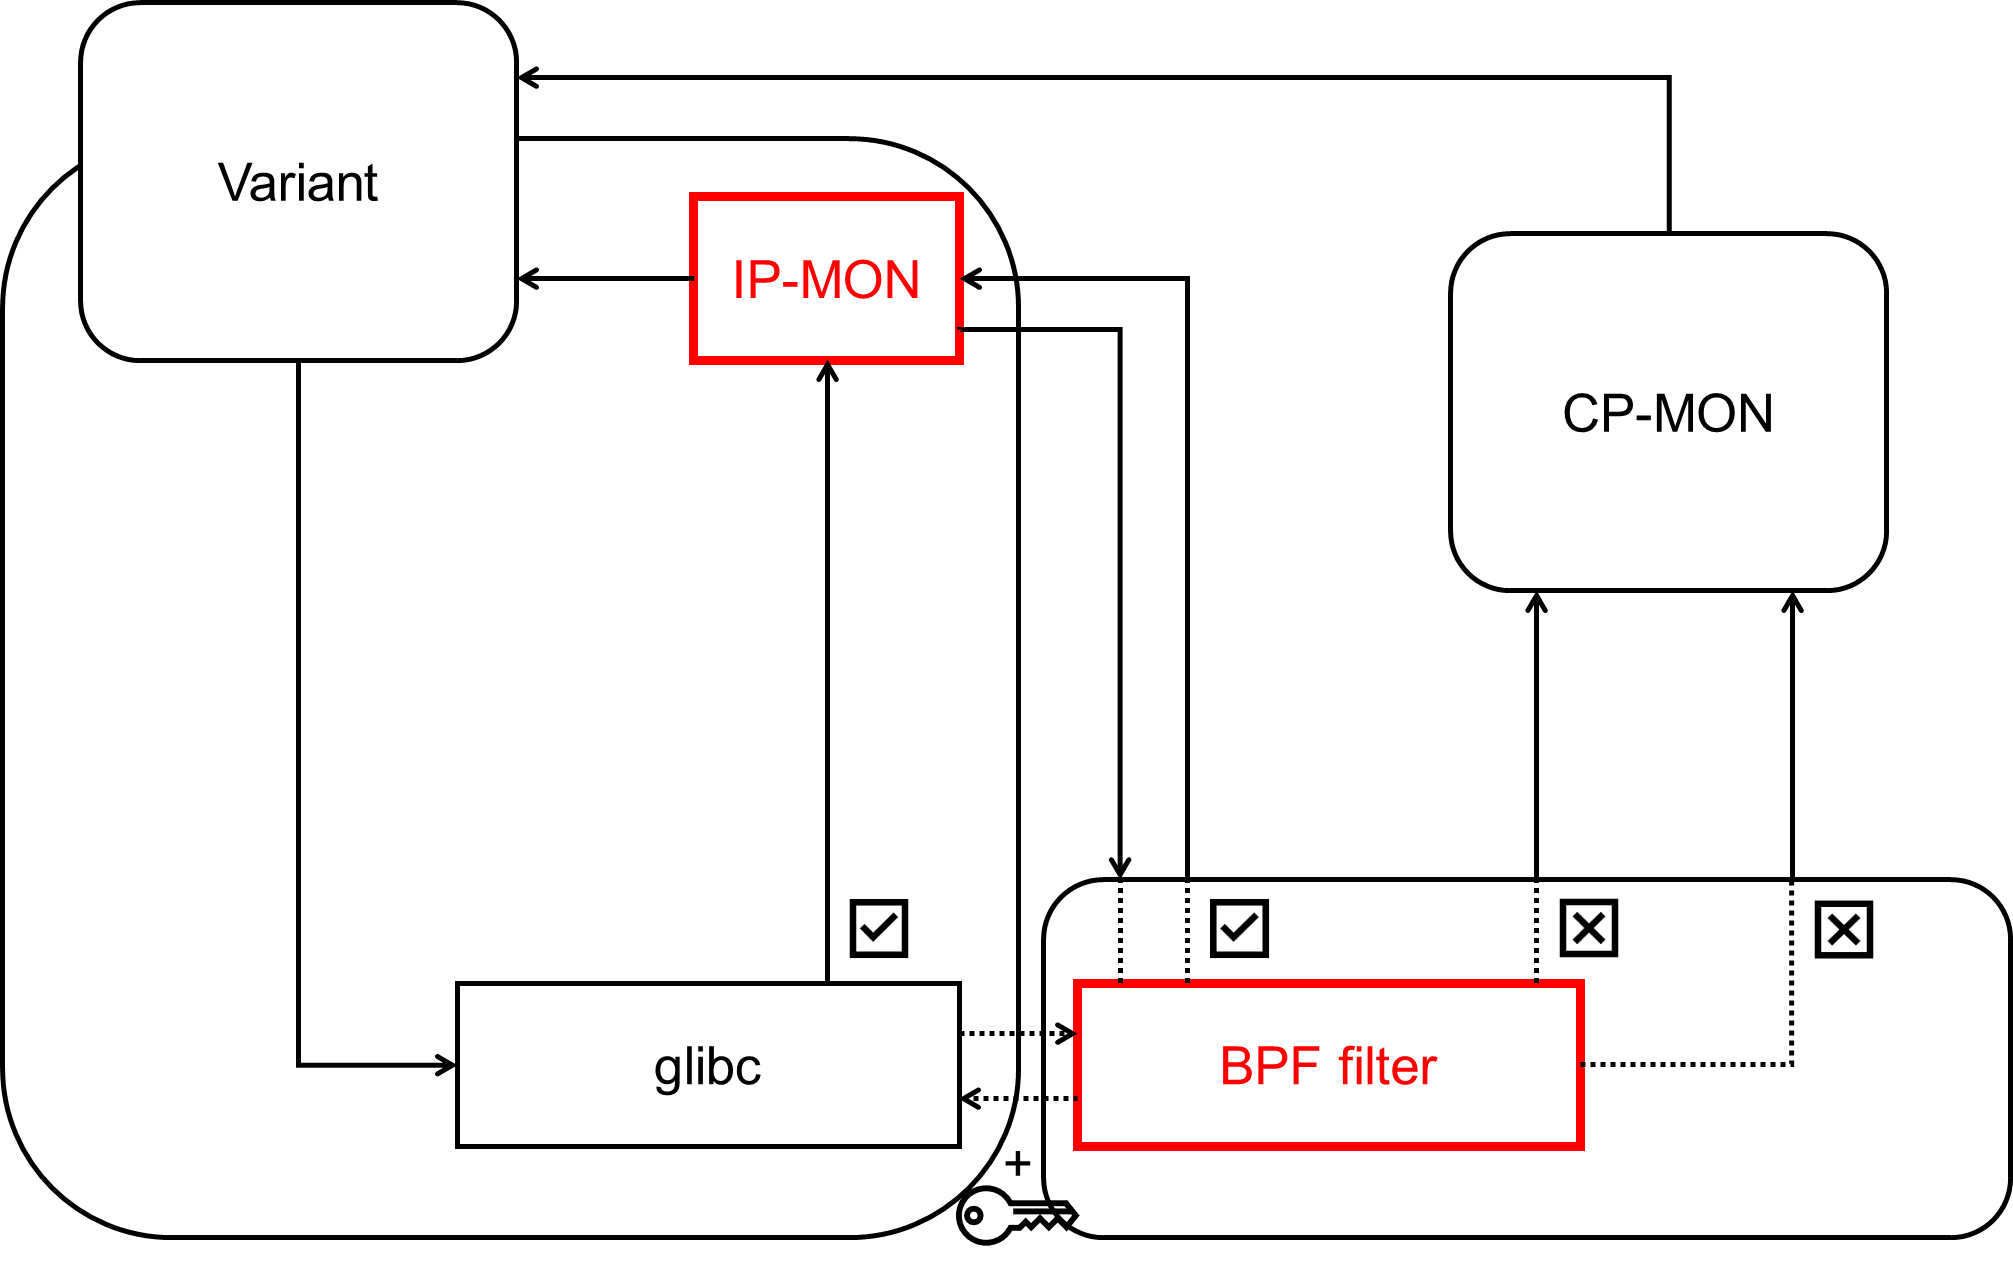 Variant
IP-MON
CP-MON
glibc
BPF filter
+